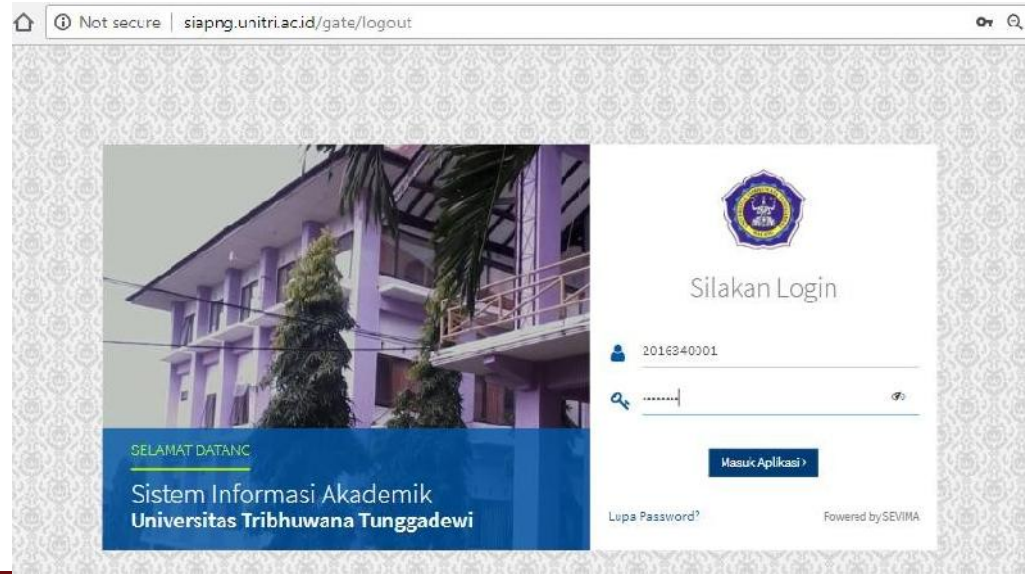 Not secure | siapng.unitri.ac.id/gate/logout
Silakan Login
2016340001
........
SELAMAT DATANG
Sistem Informasi Akademik
Universitas Tribhuwana Tunggadewi
Masuk Aplikasi >
Lupa Password?
Powered by SEVIMA